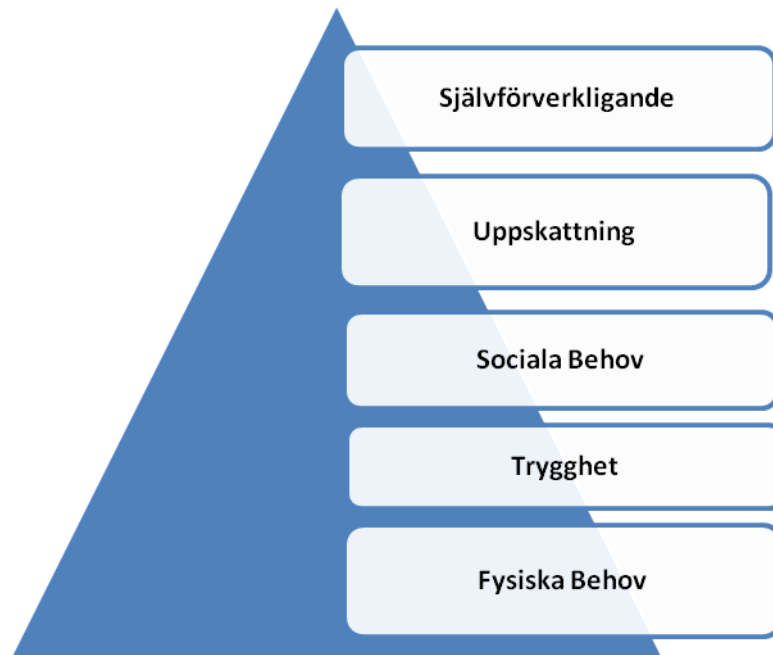 Självförverkligande
Uppskattning
Sociala Behov
Trygghet
Fysiska Behov